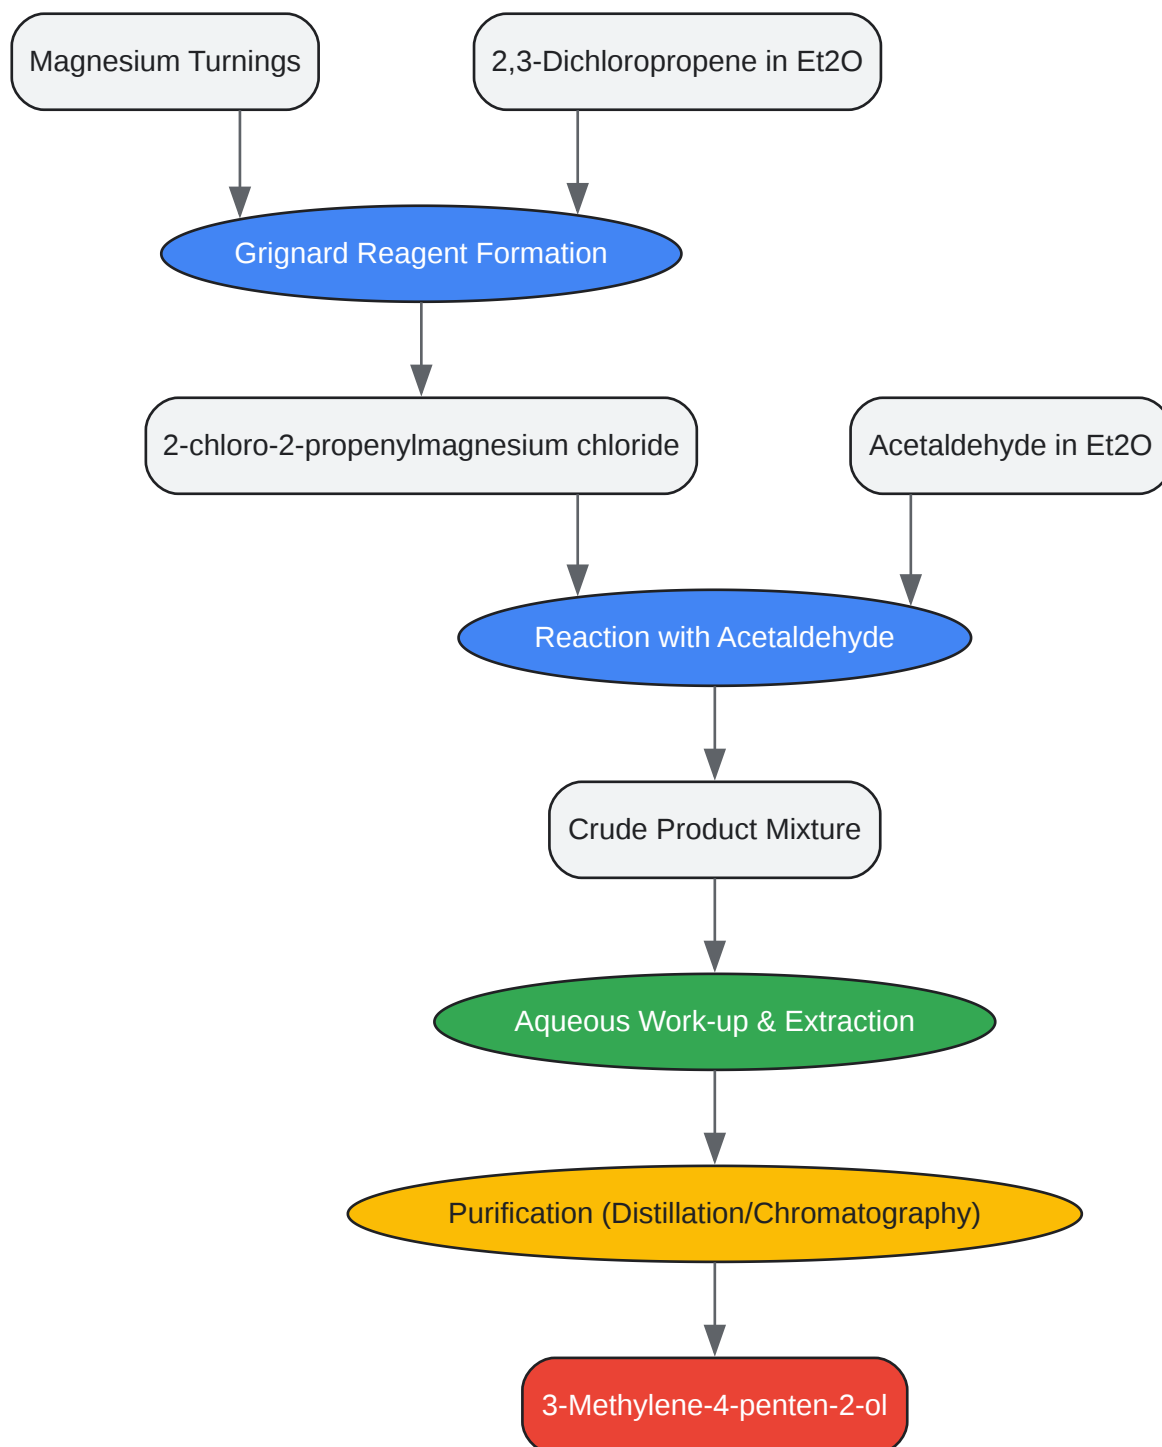 Magnesium Turnings
2,3-Dichloropropene in Et2O
Grignard Reagent Formation
2-chloro-2-propenylmagnesium chloride
Acetaldehyde in Et2O
Reaction with Acetaldehyde
Crude Product Mixture
Aqueous Work-up & Extraction
Purification (Distillation/Chromatography)
3-Methylene-4-penten-2-ol